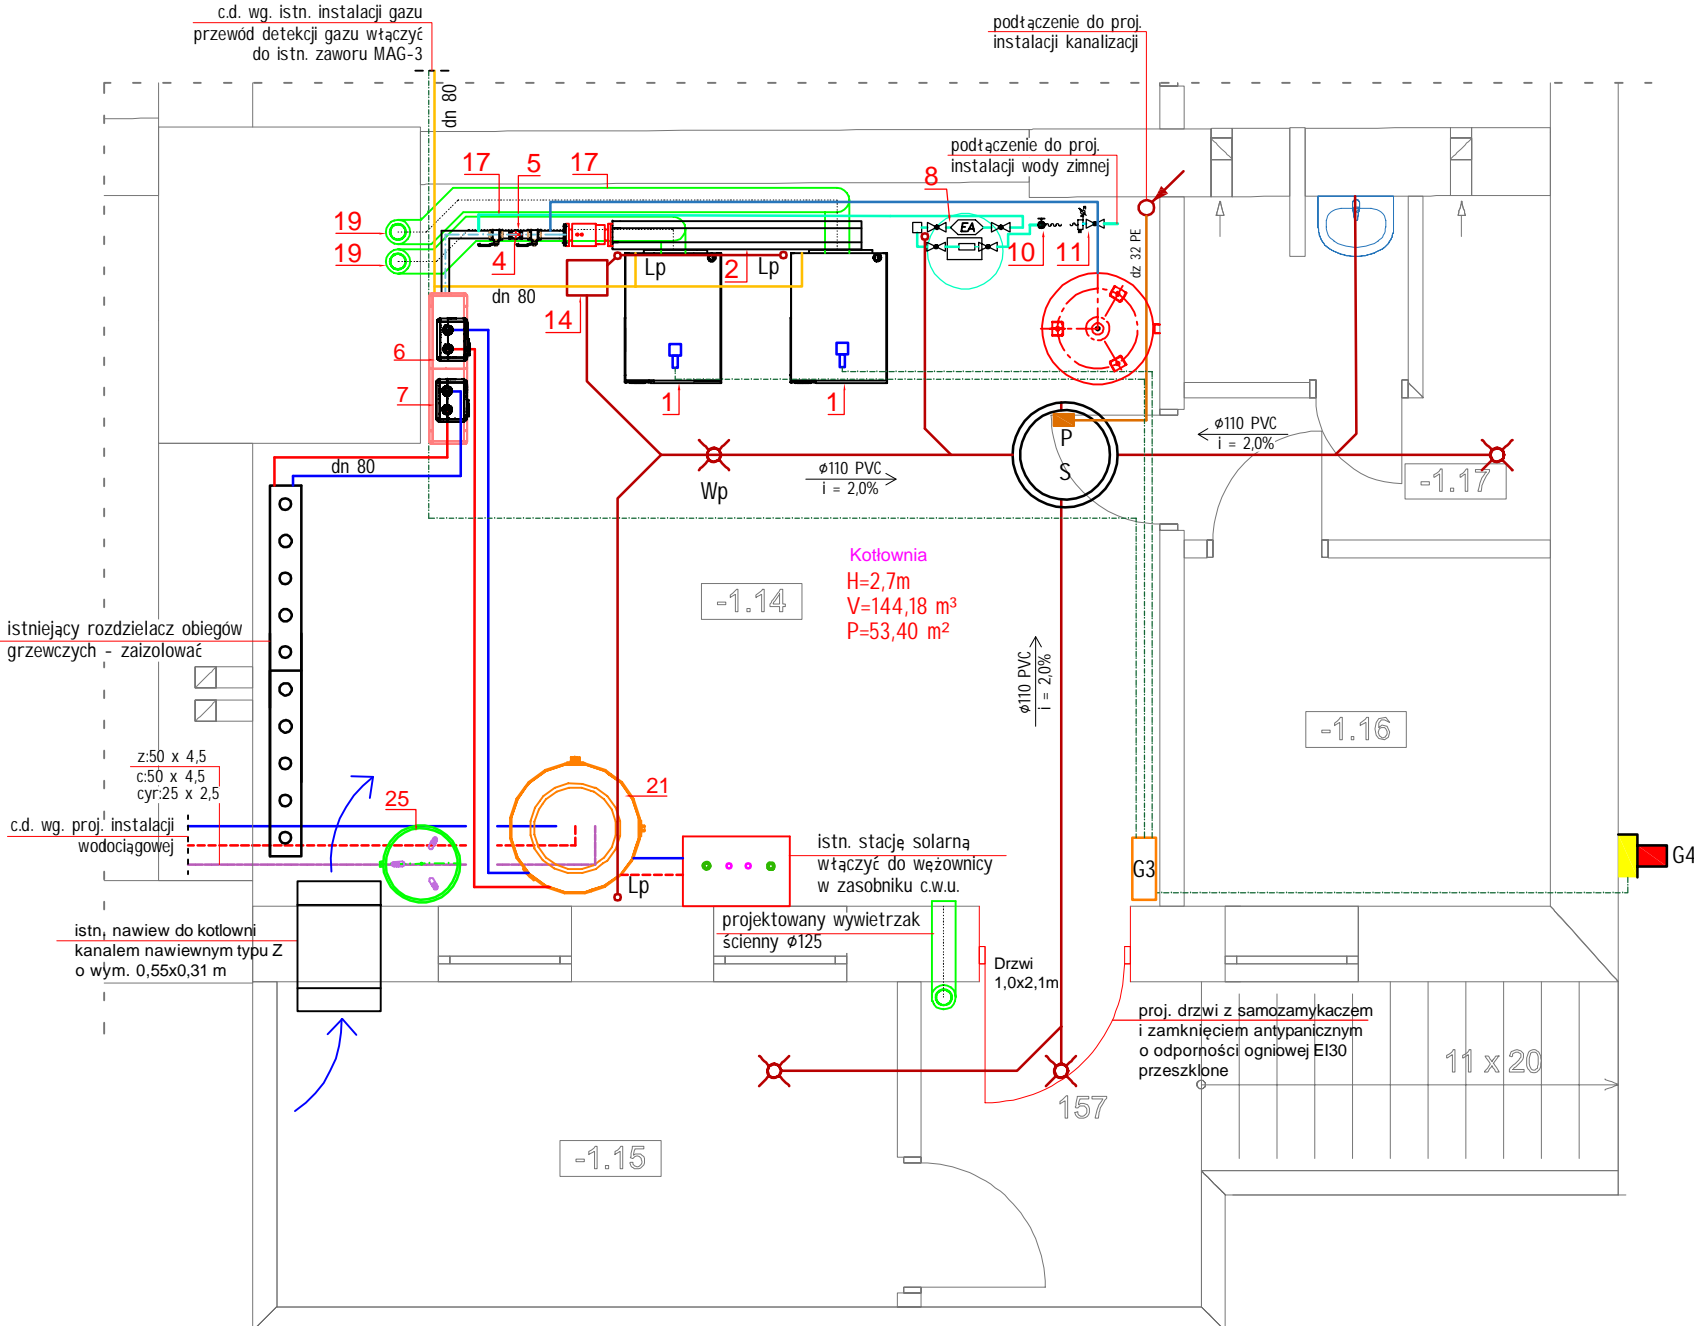 c.d. wg. istn. instalacji gazu
przewód detekcji gazu włączyć
do istn. zaworu MAG-3
podłączenie do proj.
instalacji kanalizacji
dn 80
podłączenie do proj.
instalacji wody zimnej
17
5
17
8
19
19
4
Lp
2
Lp
EA
10
11
dz 32 PE
dn 80
14
6
7
1
1
P
S
ø110 PVC
i = 2,0%
ø110 PVC
i = 2,0%
dn 80
Wp
-1.17
Kotłownia
H=2,7m
V=144,18 m³
P=53,40 m²
-1.14
istniejący rozdzielacz obiegów
grzewczych - zaizolować
ø110 PVC
i = 2,0%
-1.16
z:50 x 4,5
c:50 x 4,5
cyr:25 x 2,5
25
21
c.d. wg. proj. instalacji
wodociągowej
istn. stację solarną
włączyć do wężownicy
w zasobniku c.w.u.
G3
G4
Lp
istn. nawiew do kotłowni
kanałem nawiewnym typu Z
o wym. 0,55x0,31 m
projektowany wywietrzak
ścienny ø125
Drzwi
1,0x2,1m
proj. drzwi z samozamykaczem
i zamknięciem antypanicznym
o odporności ogniowej EI30
przeszklone
11 x 20
157
-1.15